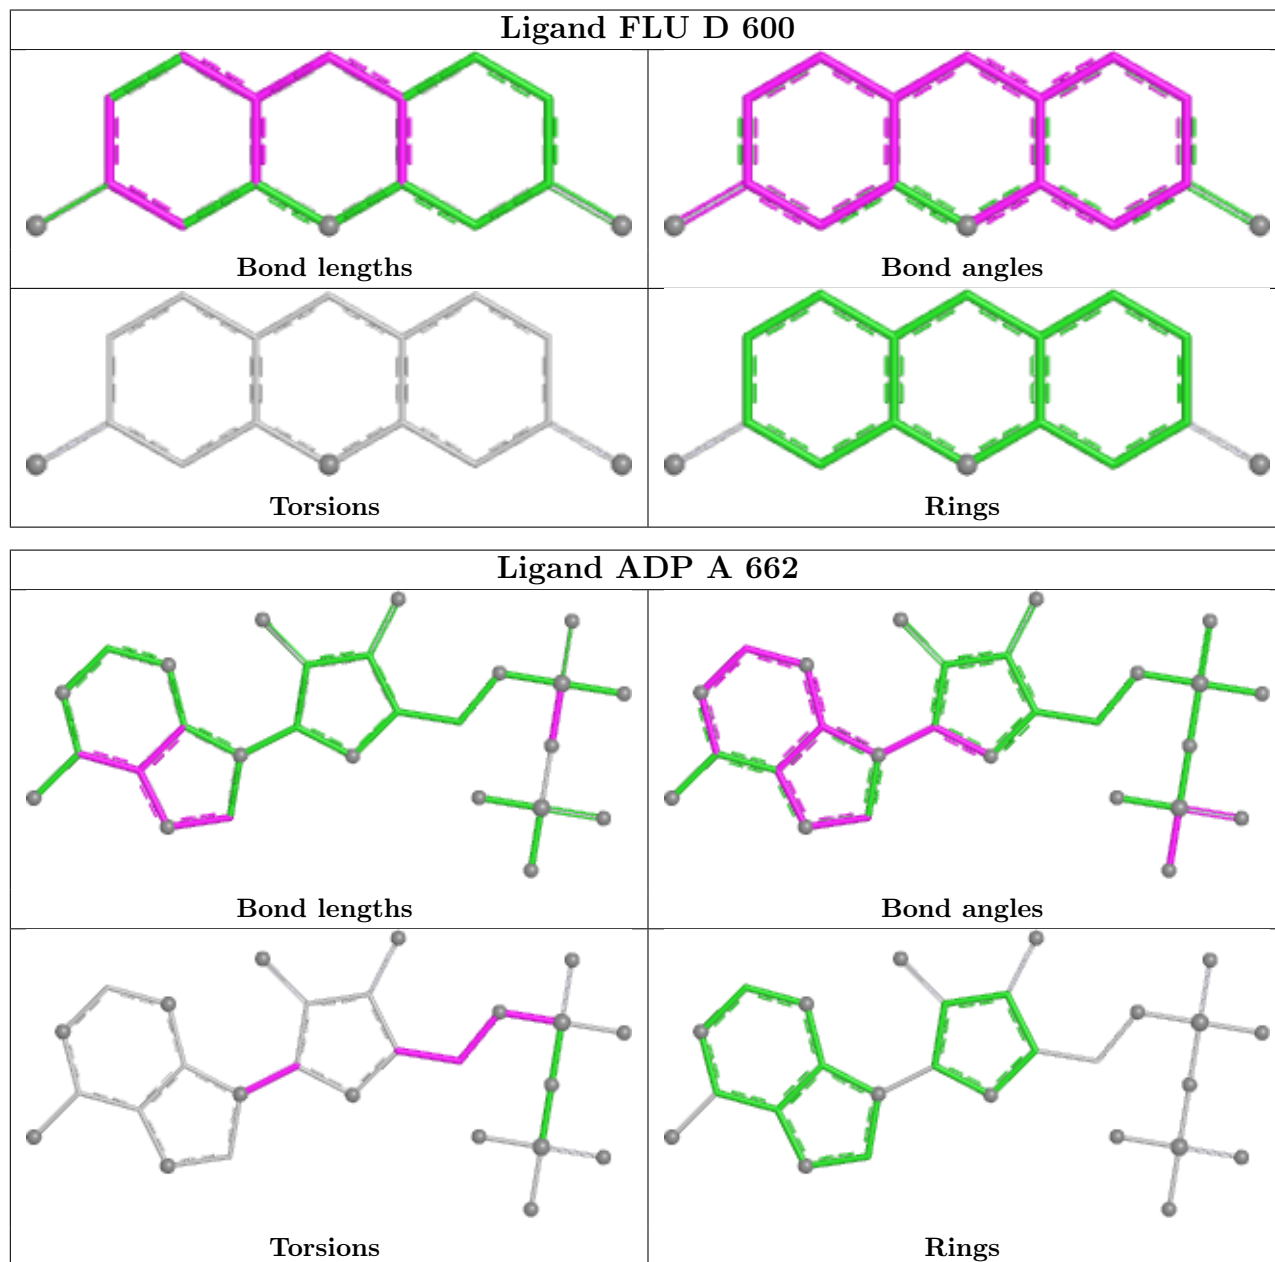 Ligand FLU D 600
Bond lengths
Bond angles
Torsions
Rings
Ligand ADP A 662
Bond lengths
Bond angles
Torsions
Rings